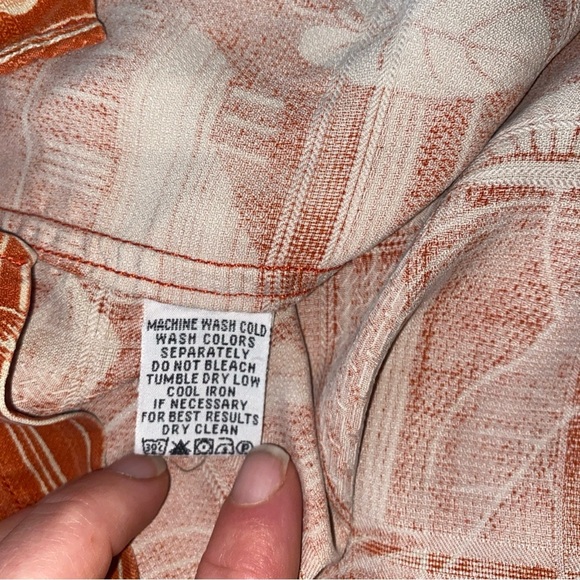 MACHINE WASH COLD
WASH COLORS
SEPARATELY
DO NOT BLEACH
TUMBLE DRY LOW
COOL IRON
IF NECESSARY
FOR BEST RESULTS
DRY CLEAN